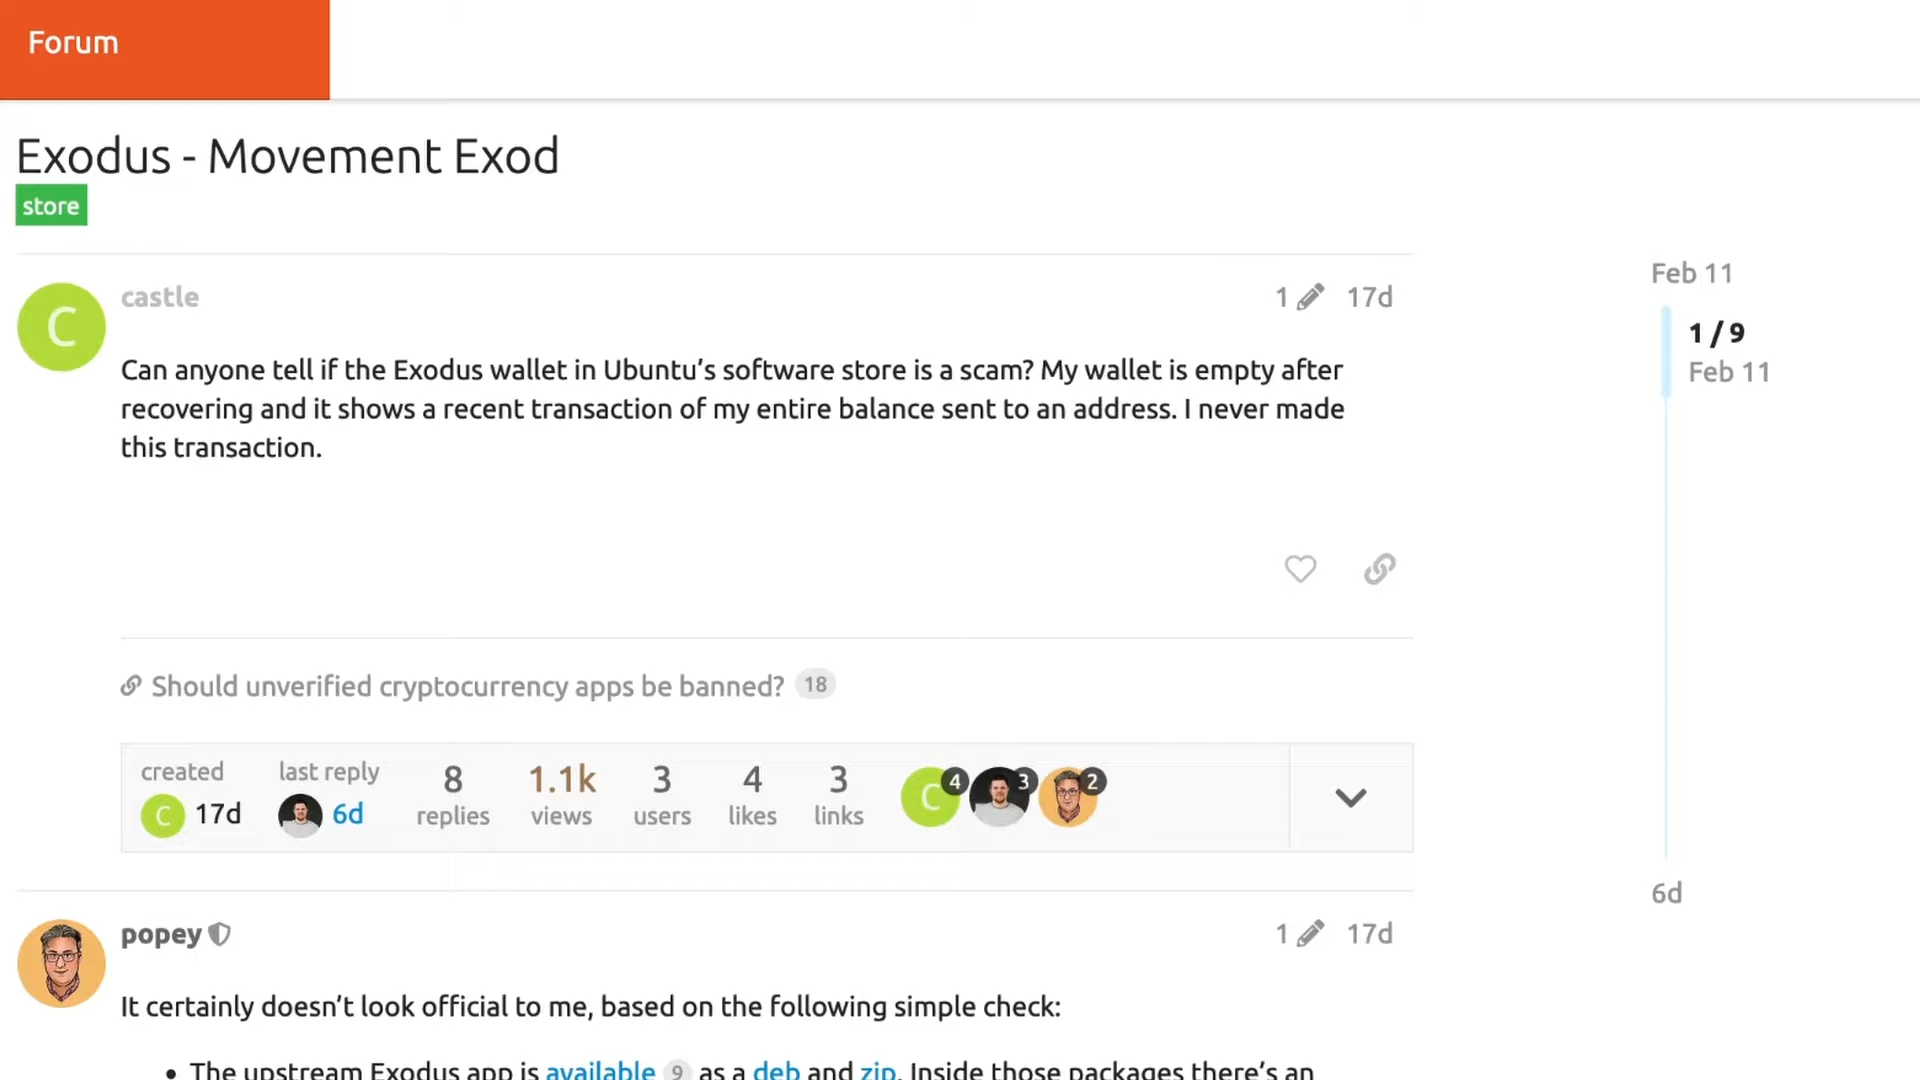 Forum
Exodus - Movement Exod
store
castle
1 17d
Can anyone tell if the Exodus wallet in Ubuntu’s software store is a scam? My wallet is empty after
recovering and it shows a recent transaction of my entire balance sent to an address. I never made
this transaction.
Feb 11
1 / 9
Feb 11
6d
Should unverified cryptocurrency apps be banned? 18
created
C 17d
last reply
6d
8
replies
1.1k
views
3
users
4
likes
3
links
C 4 3 2
C
popey
1 17d
It certainly doesn’t look official to me, based on the following simple check:
• The upstream Exodus app is available 9 as a deb and zip. Inside those packages there’s an